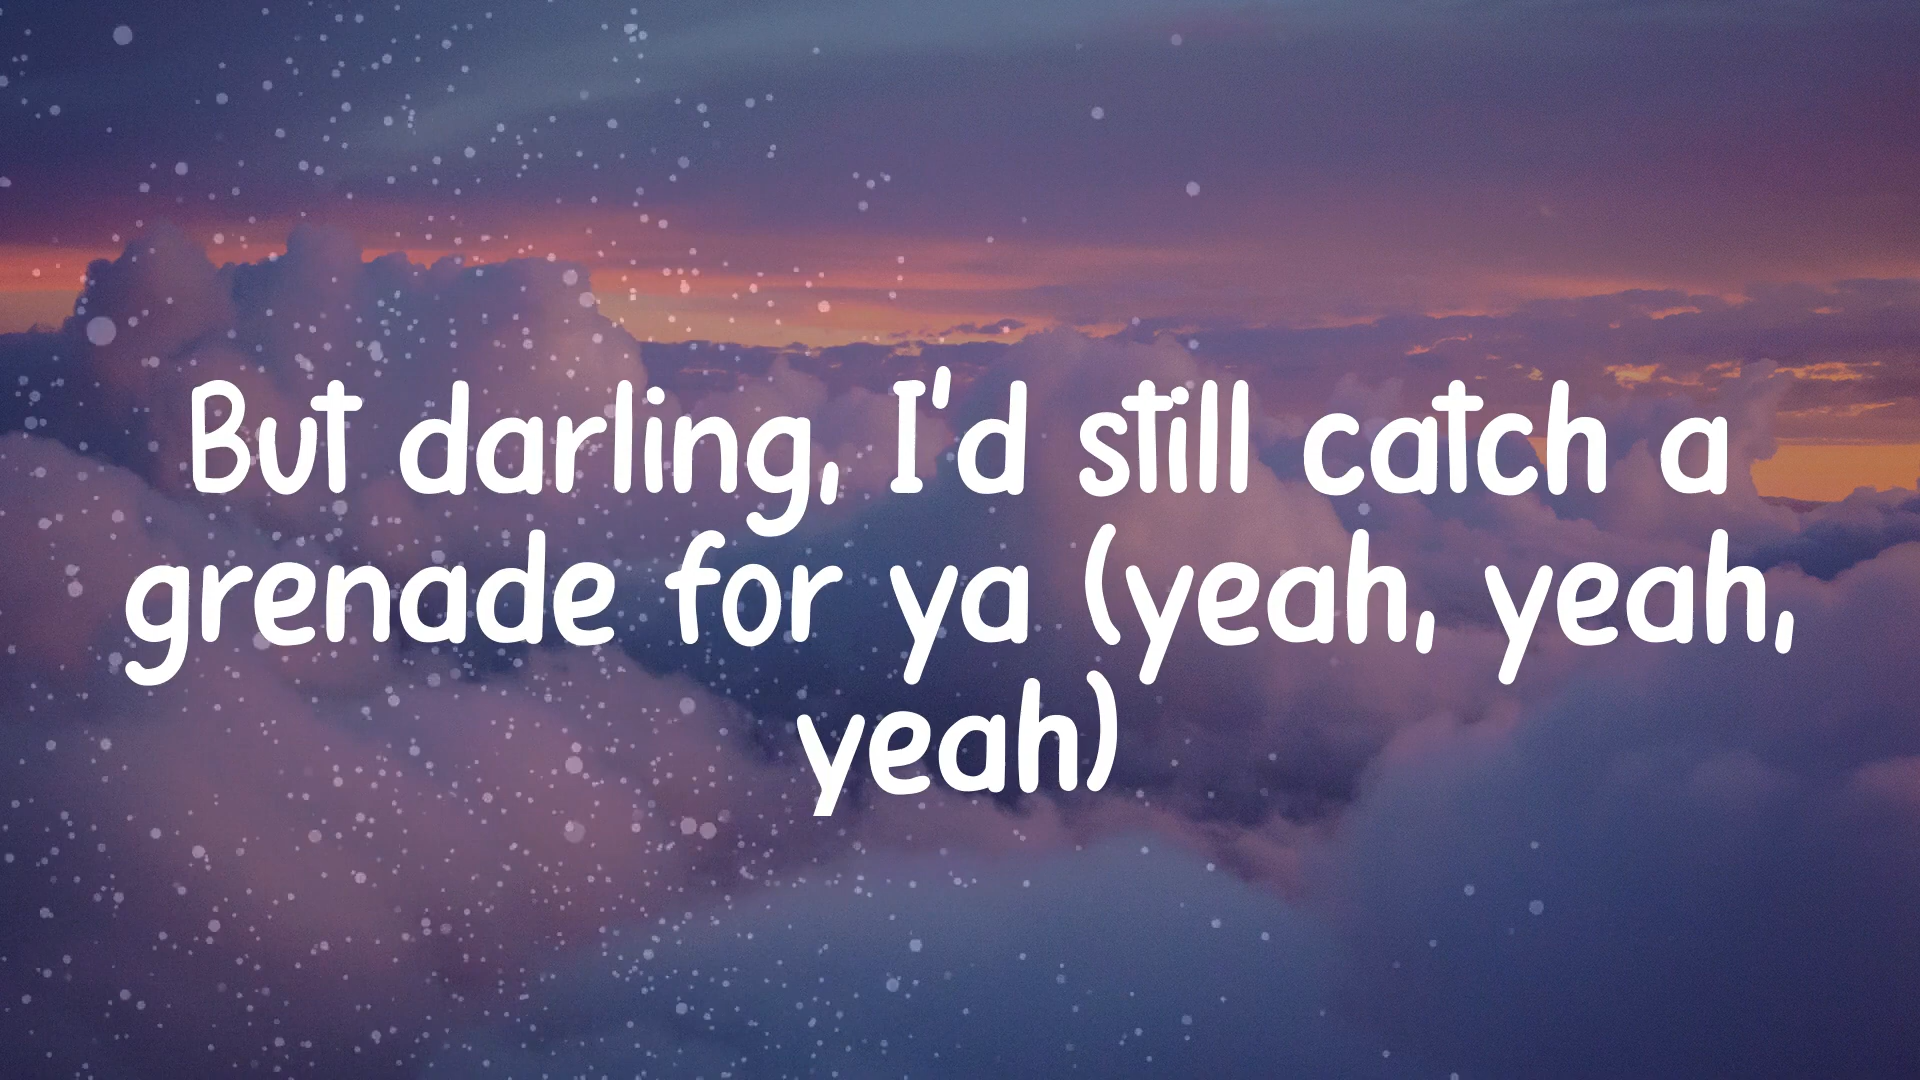 But darling, I'd still catch a
grenade for ya (yeah, yeah,
yeah)